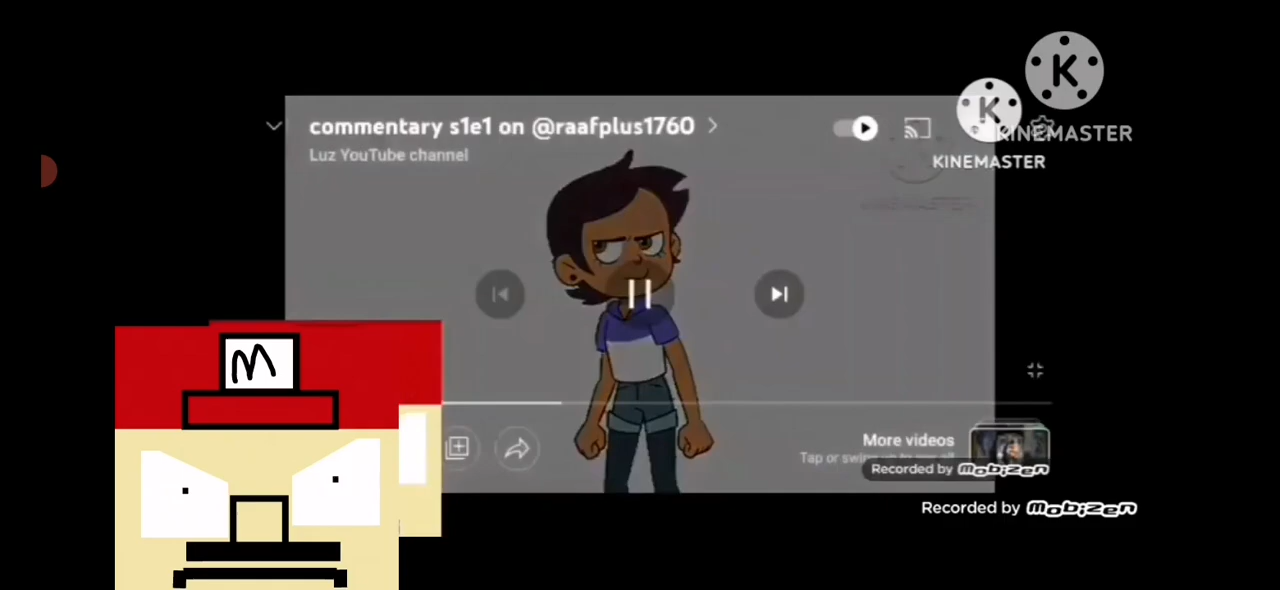 commentary s1e1 on @raafplus1760
Luz YouTube channel
K
K
KINEMASTER
KINEMASTER
M
More videos
Recorded by mobizen
Recorded by mobizen